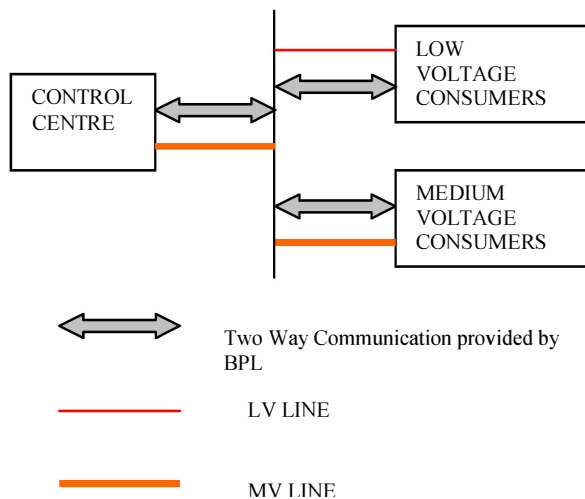 LOW
VOLTAGE
CONSUMERS
CONTROL
CENTRE
MEDIUM
VOLTAGE
CONSUMERS
Two Way Communication provided by
BPL
LV LINE
MV LINE